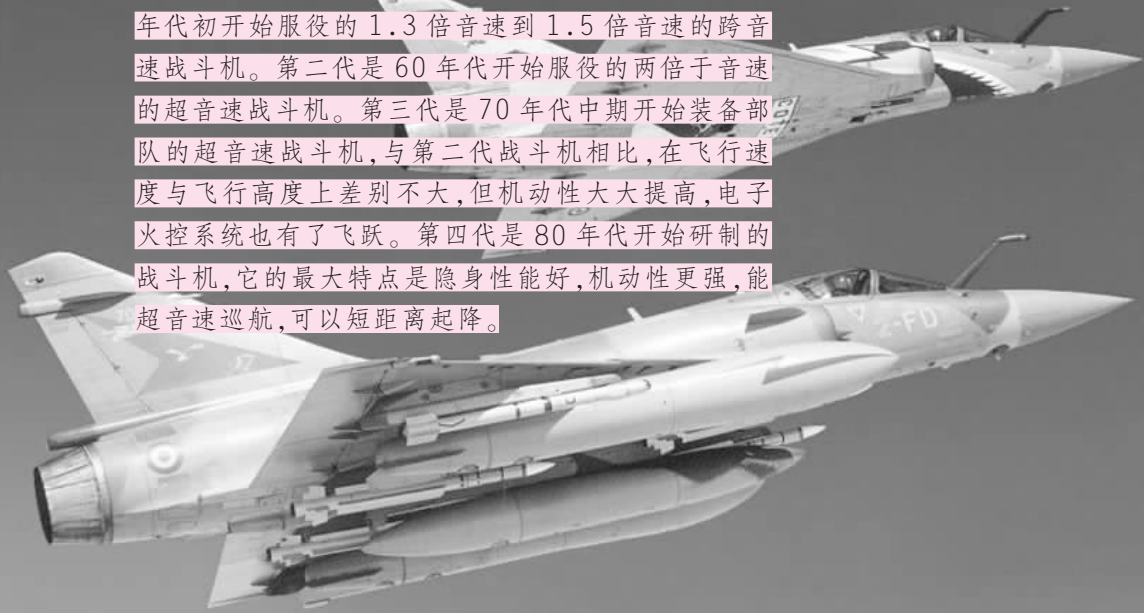 年代初开始服役的 1.3 倍音速到 1.5 倍音速的跨音
速战斗机。第二代是 60 年代开始服役的两倍于音速
的超音速战斗机。第三代是 70 年代中期开始装备部
队的超音速战斗机,与第二代战斗机相比,在飞行速
度与飞行高度上差别不大,但机动性大大提高,电子
火控系统也有了飞跃。第四代是 80 年代开始研制的
战斗机,它的最大特点是隐身性能好,机动性更强,能
超音速巡航,可以短距离起降。
2-FD